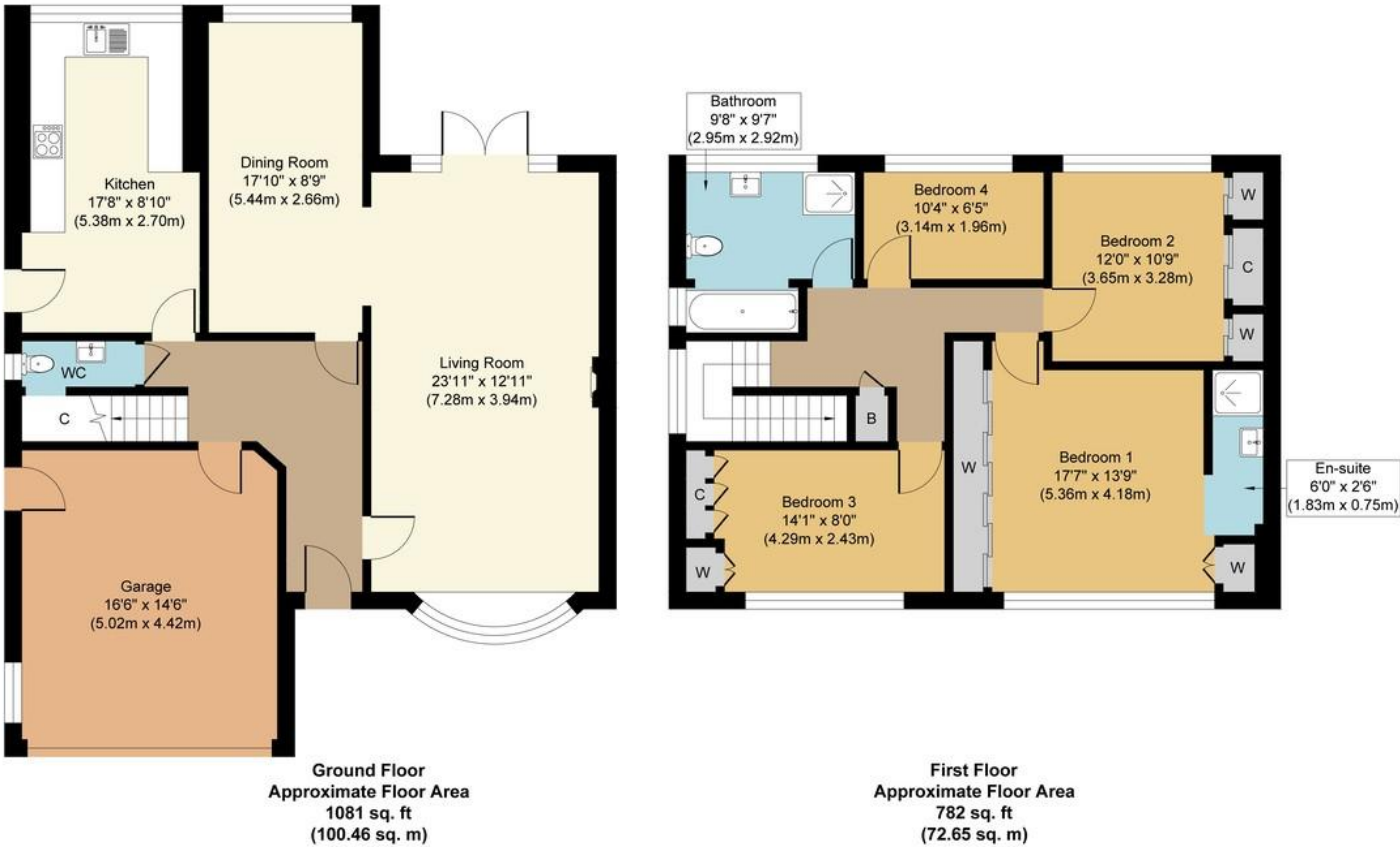 Kitchen
17'8" x 8'10"
(5.38m x 2.70m)
Dining Room
17'10" x 8'9"
(5.44m x 2.66m)
Living Room
23'11" x 12'11"
(7.28m x 3.94m)
WC
C
Garage
16'6" x 14'6"
(5.02m x 4.42m)
Ground Floor
Approximate Floor Area
1081 sq. ft
(100.46 sq. m)
Bathroom
9'8" x 9'7"
(2.95m x 2.92m)
Bedroom 4
10'4" x 6'5"
(3.14m x 1.96m)
Bedroom 2
12'0" x 10'9"
(3.65m x 3.28m)
W
C
W
B
W
Bedroom 1
17'7" x 13'9"
(5.36m x 4.18m)
En-suite
6'0" x 2'6"
(1.83m x 0.75m)
C
Bedroom 3
14'1" x 8'0"
(4.29m x 2.43m)
W
W
First Floor
Approximate Floor Area
782 sq. ft
(72.65 sq. m)